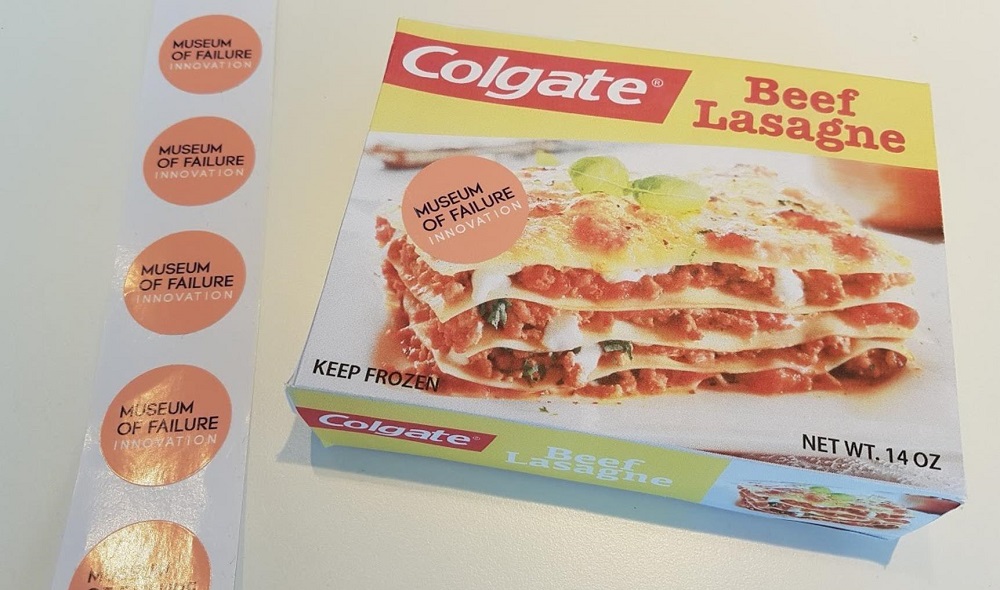 MUSEUM
OF FAILURE
INNOVATION
MUSEUM
OF FAILURE
INNOVATION
MUSEUM
OF FAILURE
INNOVATION
MUSEUM
OF FAILURE
INNOVATION
Colgate®
Beef
Lasagne
MUSEUM
OF FAILURE
INNOVATION
KEEP FROZEN
NET WT. 14 OZ
Colgate®
Beef
Lasagne